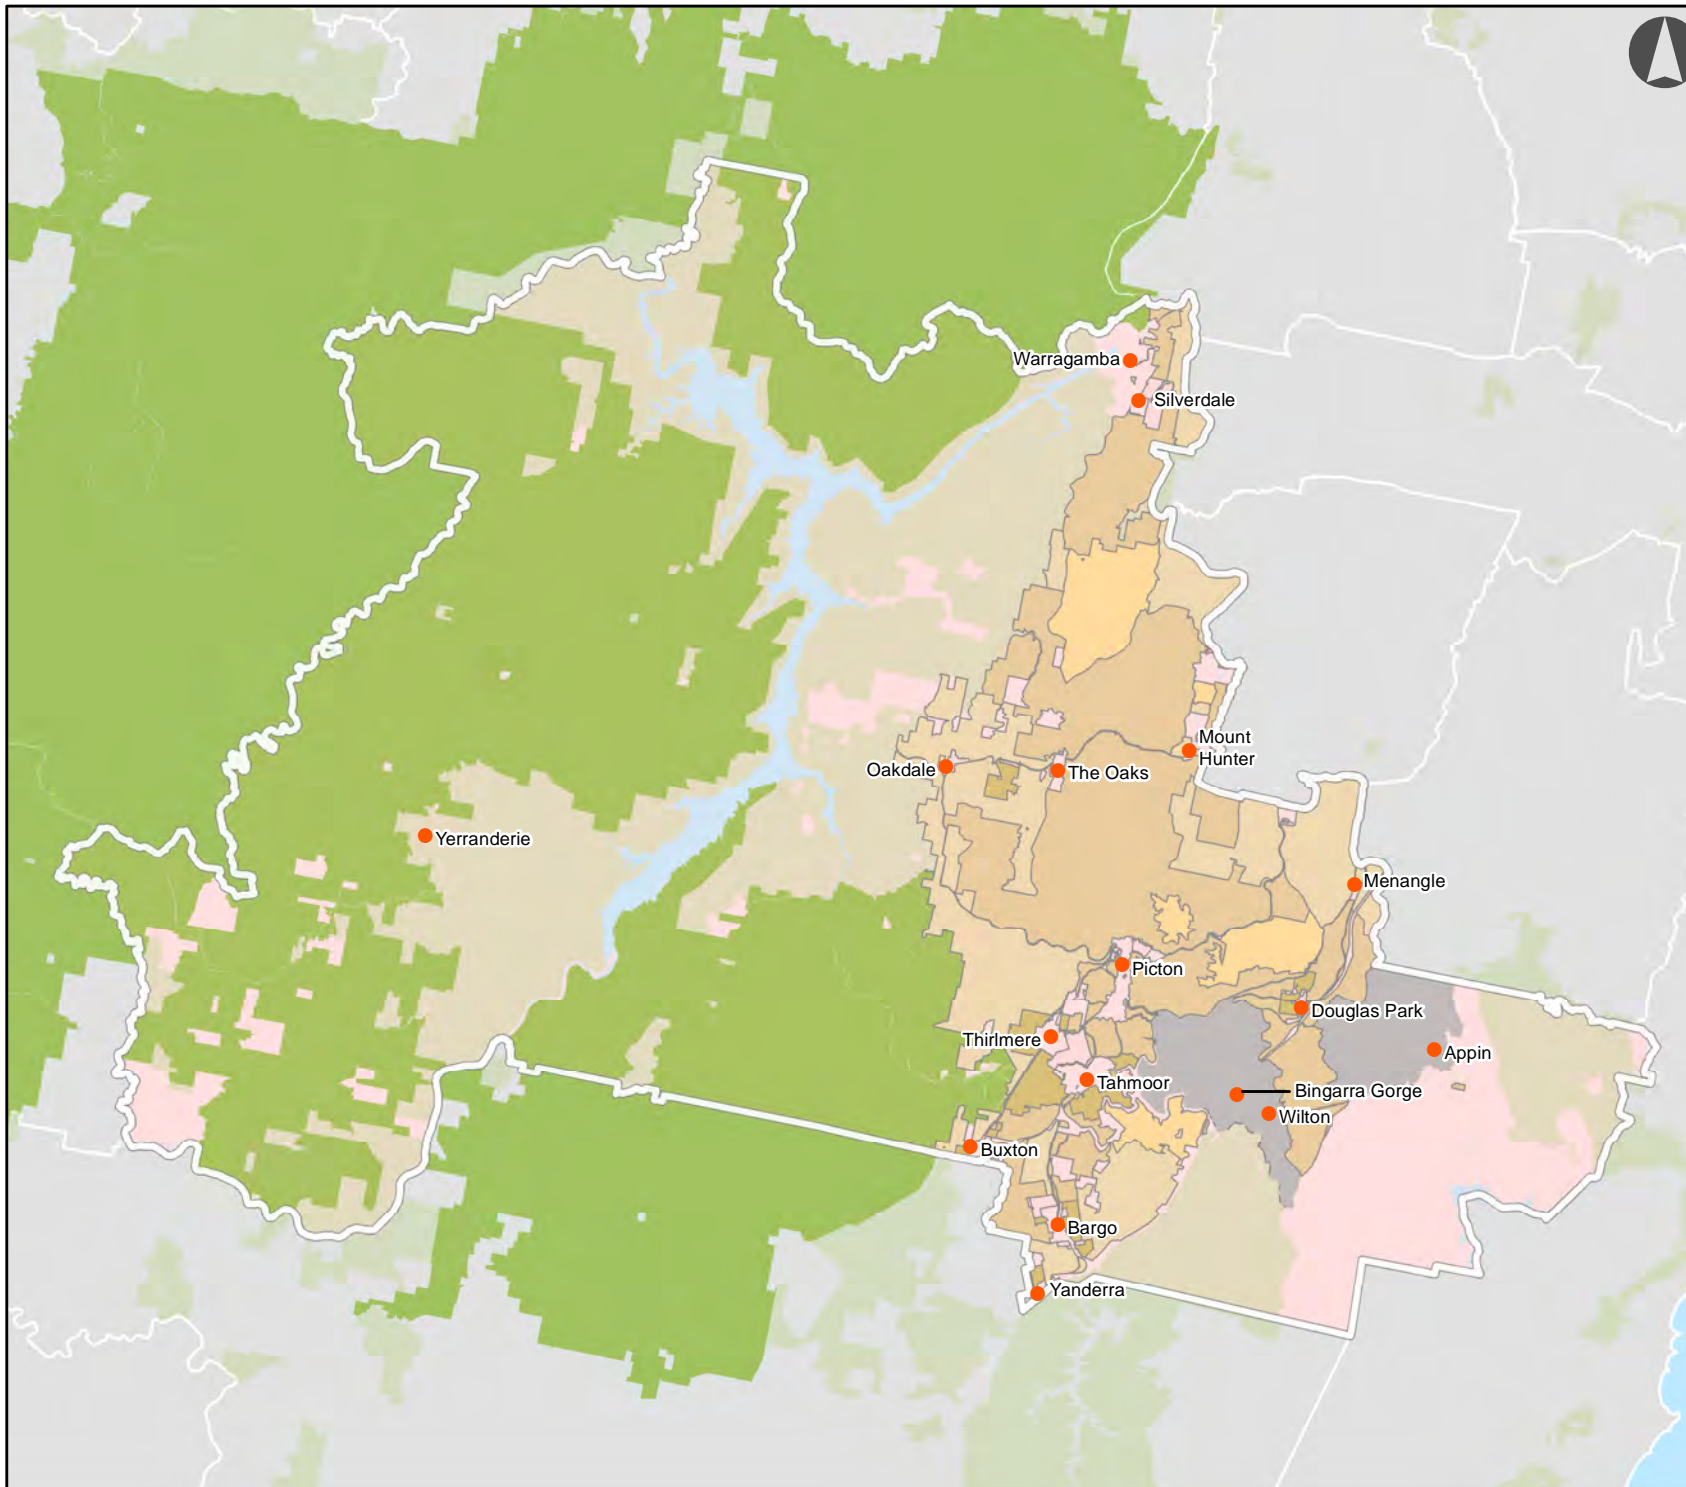 Warragamba
Silverdale
Mount
Hunter
Oakdale
The Oaks
Yerranderie
Menangle
Picton
Douglas Park
Thirlmere
Appin
Tahmoor
Bingarra Gorge
Wilton
Buxton
Bargo
Yanderra